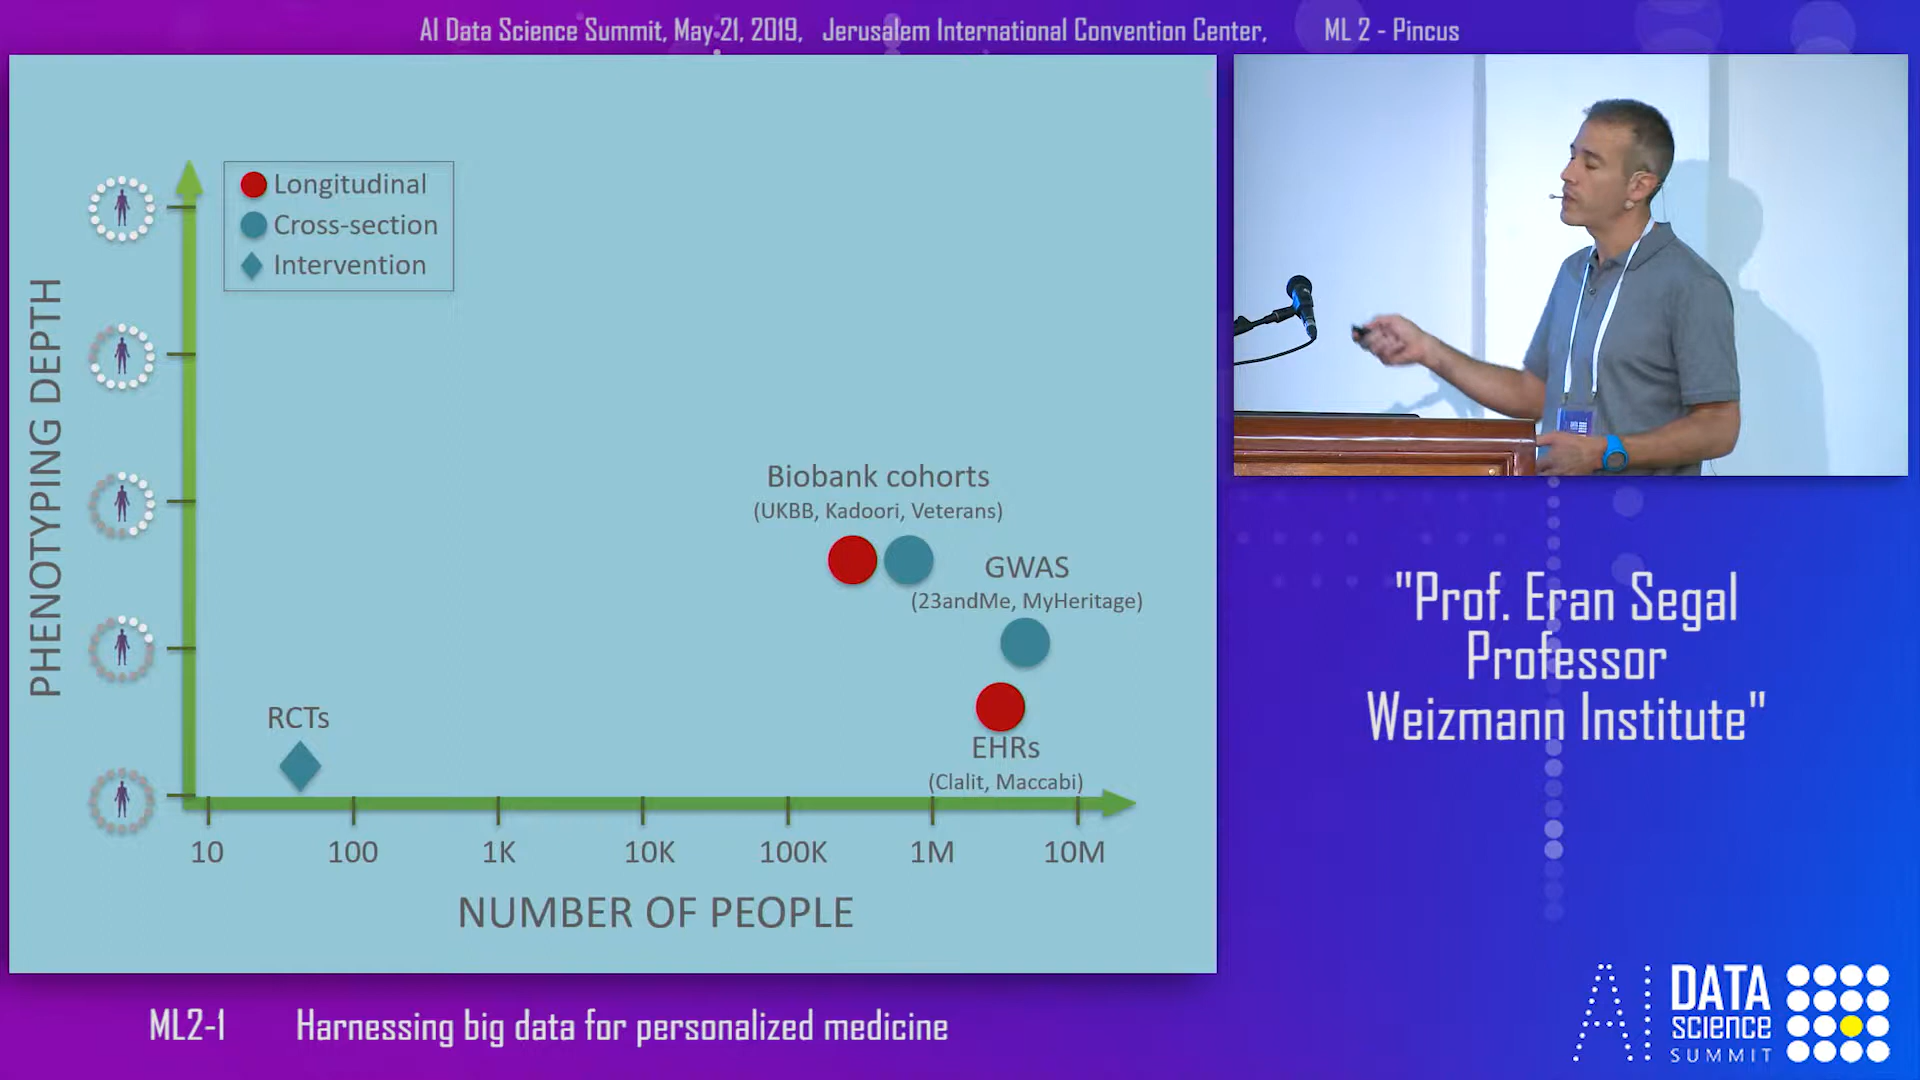 AI Data Science Summit, May 21, 2019, Jerusalem International Convention Center, ML 2 - Pincus
Longitudinal
Cross-section
Intervention
PHENOTYPING DEPTH
Biobank cohorts
(UKBB, Kadoori, Veterans)
GWAS
(23andMe, MyHeritage)
RCTs
EHRs
(Clalit, Maccabi)
10 100 1K 10K 100K 1M 10M
NUMBER OF PEOPLE
"Prof. Eran Segal
Professor
Weizmann Institute"
ML2-1 Harnessing big data for personalized medicine
AI DATA
SCIENCE
SUMMIT